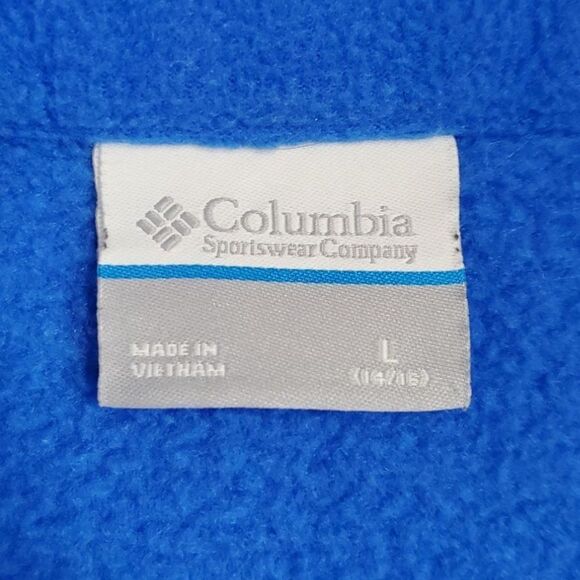 Columbia
Sportswear Company
MADE IN
VIETNAM
L
(14/16)